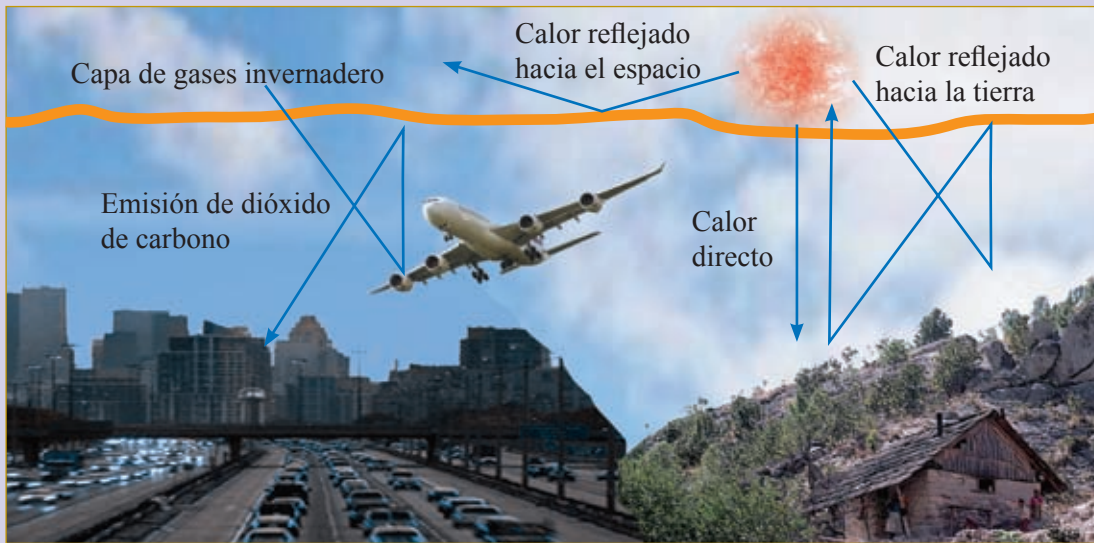 Capa de gases invernadero
Calor reflejado
hacia el espacio
Calor reflejado
hacia la tierra
Emisión de dióxido
de carbono
Calor
directo